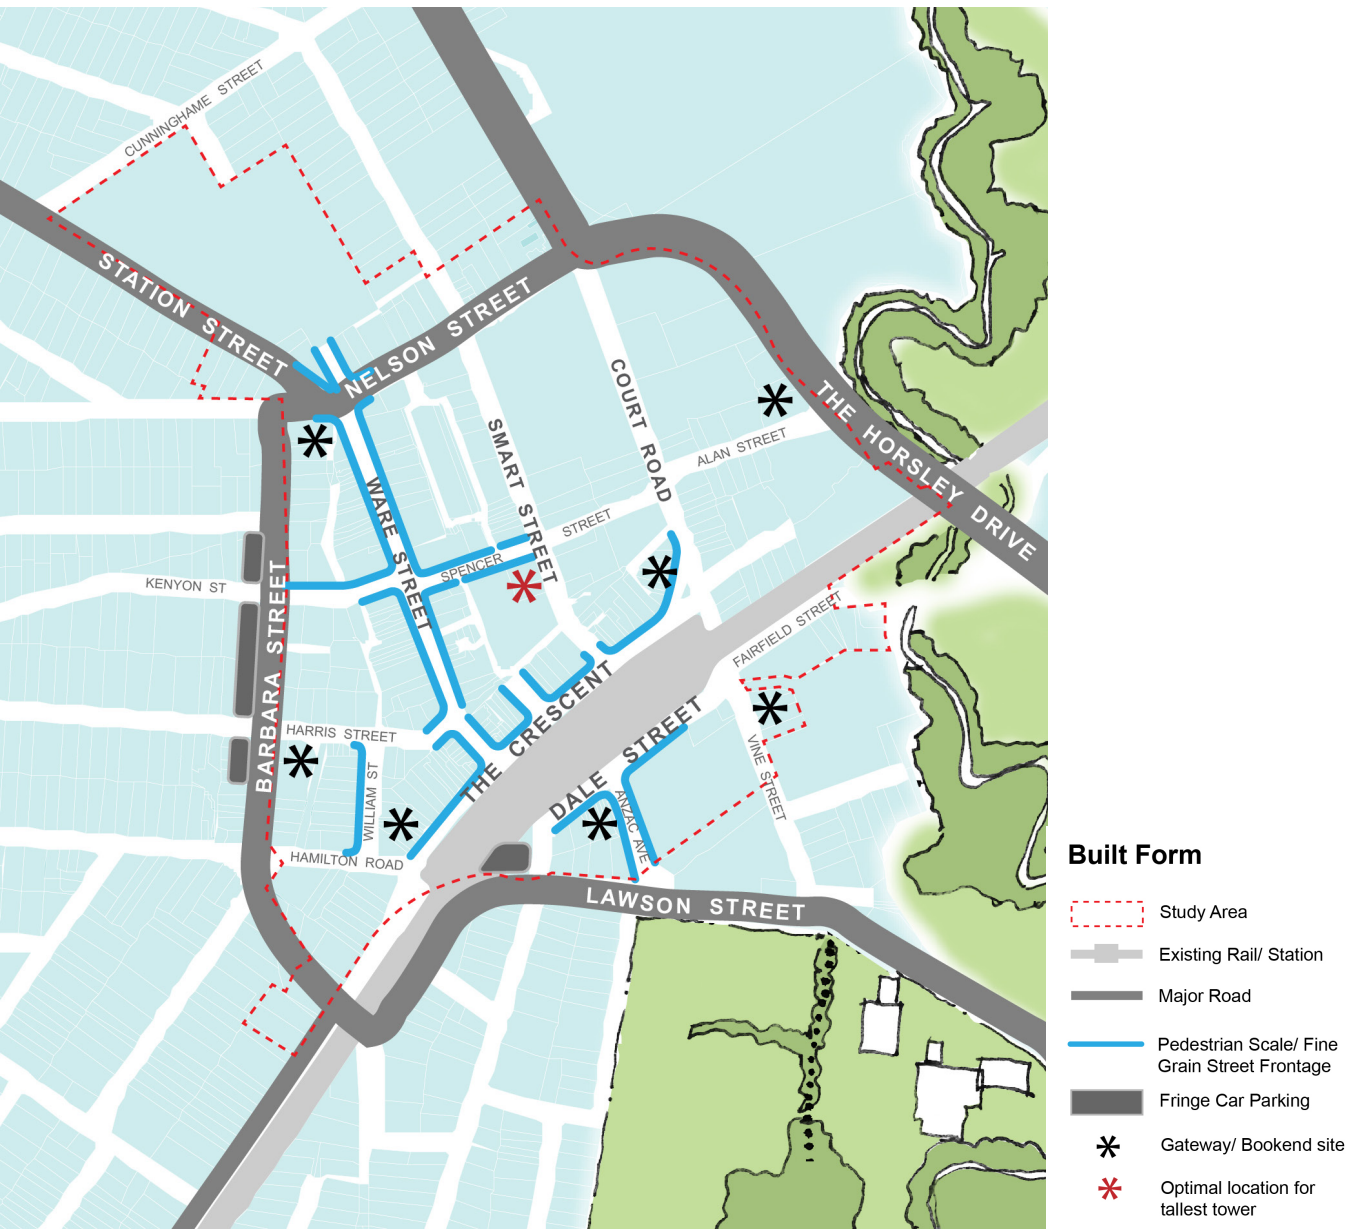 CUNNINGHAME STREET
STATION STREET
NELSON STREET
COURT ROAD
THE HORSLEY DRIVE
SMART STREET
ALAN STREET
WARE STREET
SPENCER STREET
KENYON ST
BARBARA STREET
FAIRFIELD STREET
HARRIS STREET
THE CRESCENT
DALE STREET
VINE STREET
WILLIAM ST
ANZAC AVE
HAMILTON ROAD
LAWSON STREET
Built Form
Study Area
Existing Rail/ Station
Major Road
Pedestrian Scale/ Fine
Grain Street Frontage
Fringe Car Parking
Gateway/ Bookend site
Optimal location for
tallest tower